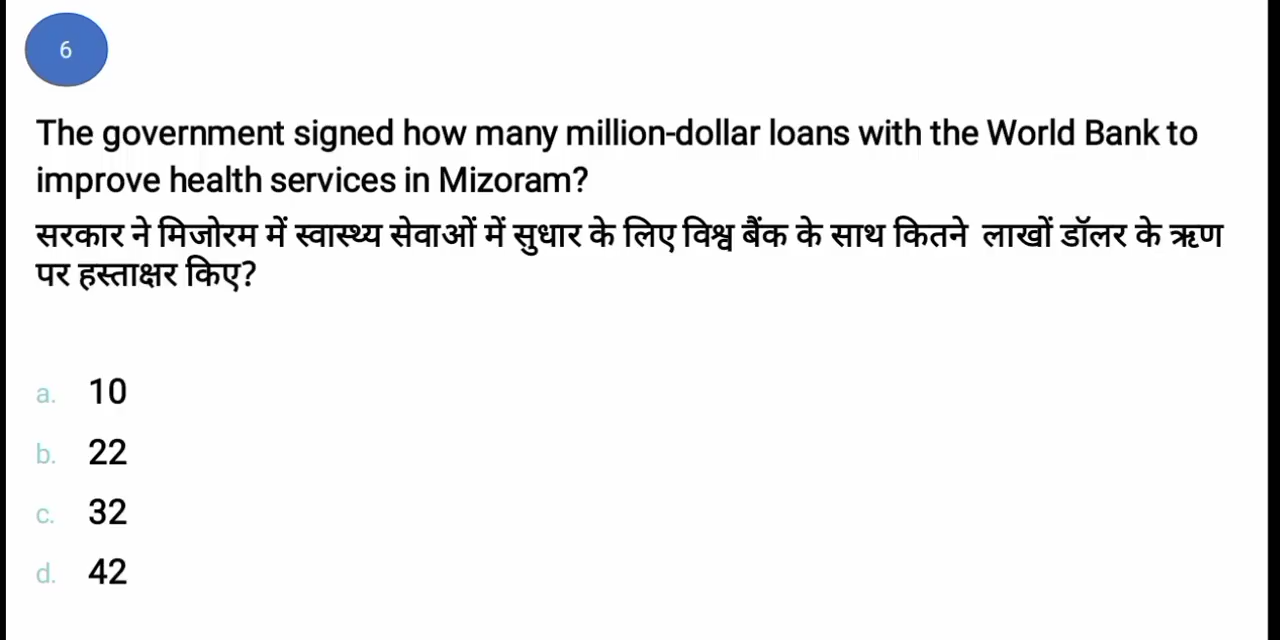 6
The government signed how many million-dollar loans with the World Bank to
improve health services in Mizoram?
सरकार ने मिजोरम में स्वास्थ्य सेवाओं में सुधार के लिए विश्व बैंक के साथ कितने लाखों डॉलर के ऋण
पर हस्ताक्षर किए?
a. 10
b. 22
c. 32
d. 42